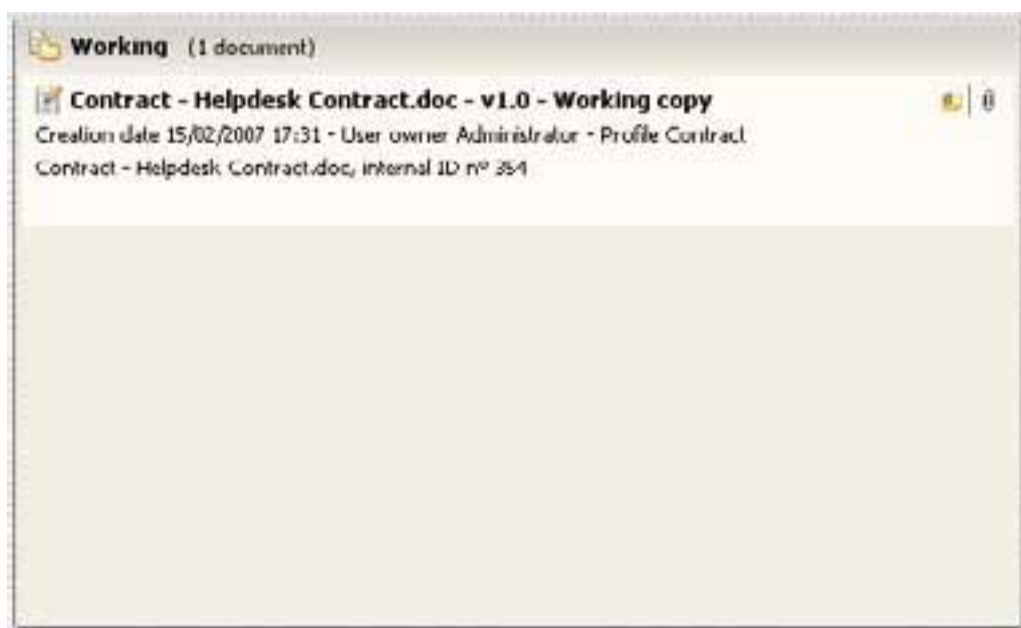 Working (1 document)
Contract - Helpdesk Contract.doc - v1.0 - Working copy
Creation date 15/02/2007 17:31 - User owner Administrator - Profile Contract
Contract - Helpdesk Contract.doc, internal ID nº 354